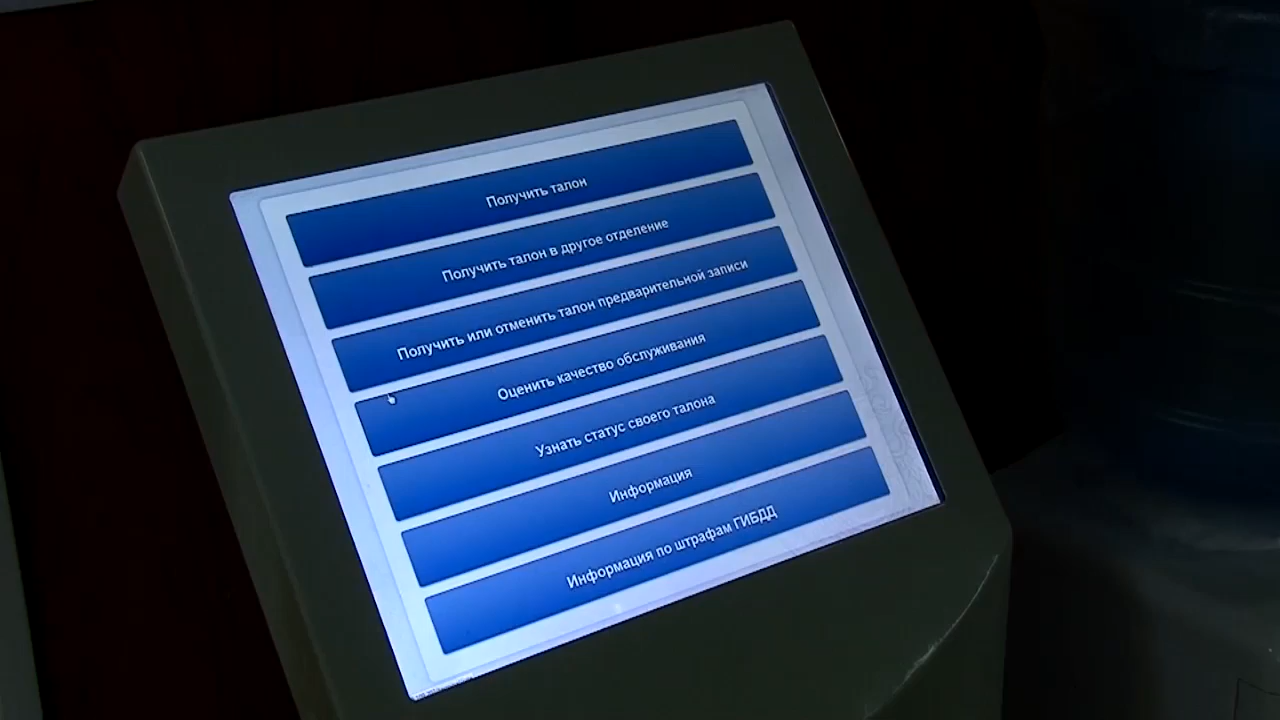 Получить талон
Получить талон в другое отделение
Получить или отменить талон предварительной записи
Оценить качество обслуживания
Узнать статус своего талона
Информация
Информация по штрафам ГИБДД